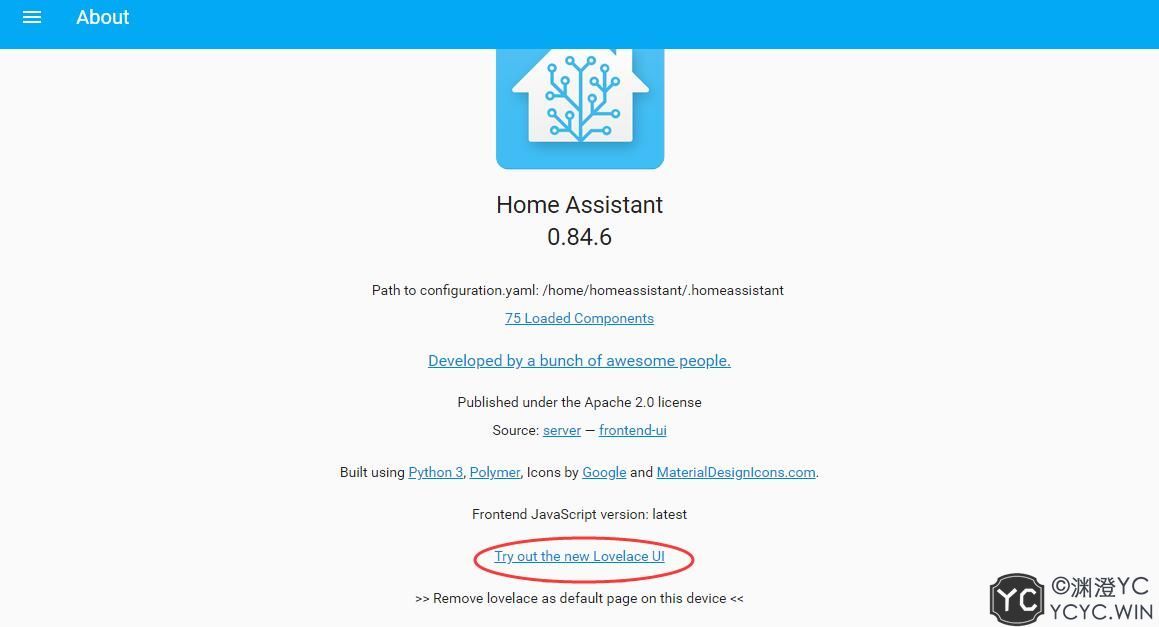 About
Home Assistant
0.84.6
Path to configuration.yaml: /home/homeassistant/.homeassistant
75 Loaded Components
Developed by a bunch of awesome people.
Published under the Apache 2.0 license
Source: server — frontend-ui
Built using Python 3, Polymer, Icons by Google and MaterialDesignIcons.com.
Frontend JavaScript version: latest
Try out the new Lovelace UI
>> Remove lovelace as default page on this device <<
YC
©渊澄YC
YCYC.WIN